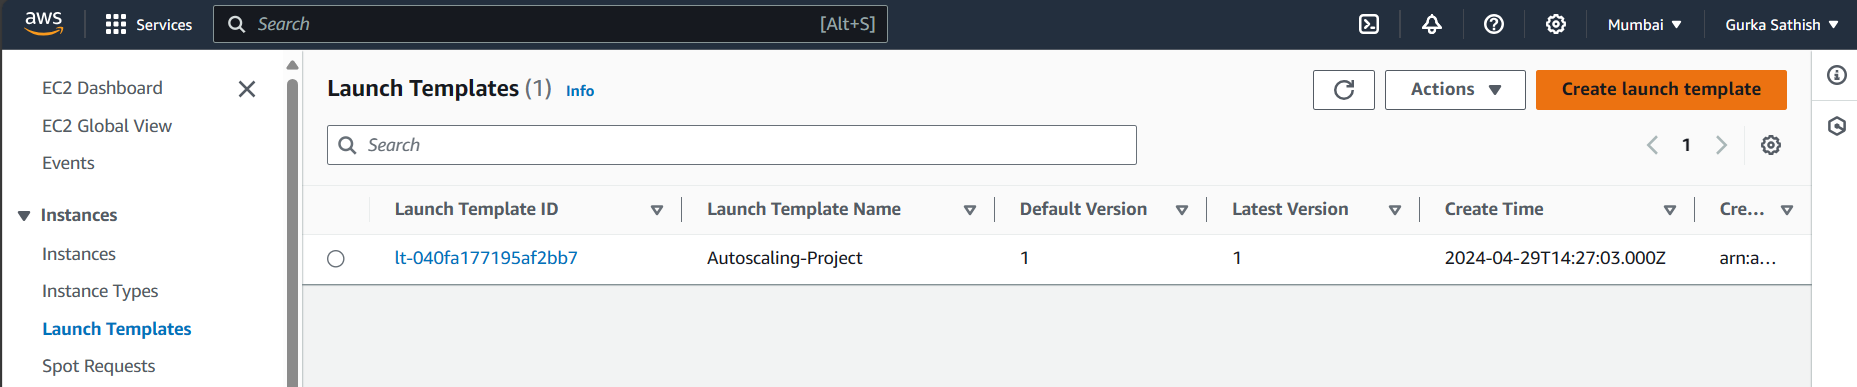 aws Services Search [Alt+S] Mumbai Gurka Sathish
EC2 Dashboard
EC2 Global View
Events
Instances
Instances
Instance Types
Launch Templates
Spot Requests
Launch Templates (1) Info Actions Create launch template
Search 1
Launch Template ID Launch Template Name Default Version Latest Version Create Time Cre...
lt-040fa177195af2bb7 Autoscaling-Project 1 1 2024-04-29T14:27:03.000Z arn:a...